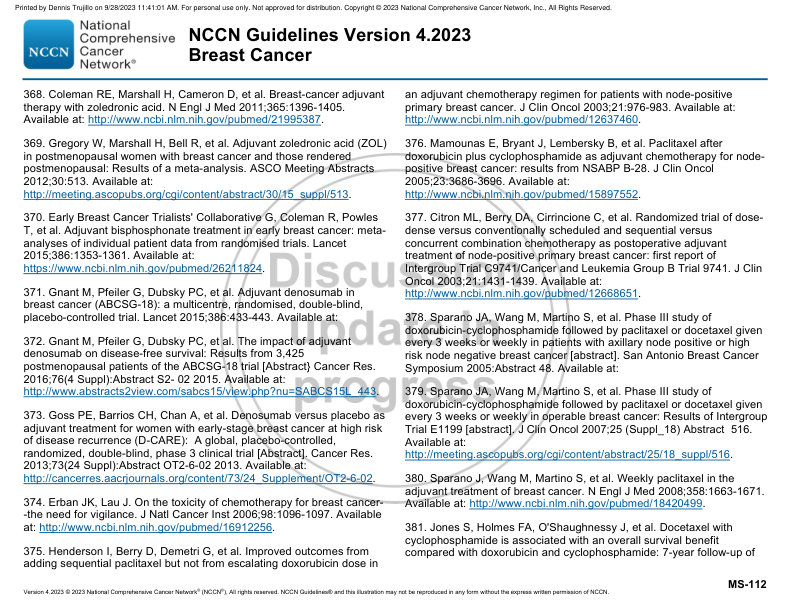 Printed by Dennis Trujillo on 9/28/2023 11:41:01 AM. For personal use only. Not approved for distribution. Copyright © 2023 National Comprehensive Cancer Network, Inc., All Rights Reserved.
NCCN
National
Comprehensive
Cancer
Network®
NCCN Guidelines Version 4.2023
Breast Cancer
368. Coleman RE, Marshall H, Cameron D, et al. Breast-cancer adjuvant
therapy with zoledronic acid. N Engl J Med 2011;365:1396-1405.
Available at: http://www.ncbi.nlm.nih.gov/pubmed/21995387.
369. Gregory W, Marshall H, Bell R, et al. Adjuvant zoledronic acid (ZOL)
in postmenopausal women with breast cancer and those rendered
postmenopausal: Results of a meta-analysis. ASCO Meeting Abstracts
2012;30:513. Available at:
http://meeting.ascopubs.org/cgi/content/abstract/30/15_suppl/513.
370. Early Breast Cancer Trialists' Collaborative G, Coleman R, Powles
T, et al. Adjuvant bisphosphonate treatment in early breast cancer: meta-
analyses of individual patient data from randomised trials. Lancet
2015;386:1353-1361. Available at:
https://www.ncbi.nlm.nih.gov/pubmed/26211824.
371. Gnant M, Pfeiler G, Dubsky PC, et al. Adjuvant denosumab in
breast cancer (ABCSG-18): a multicentre, randomised, double-blind,
placebo-controlled trial. Lancet 2015;386:433-443. Available at:
372. Gnant M, Pfeiler G, Dubsky PC, et al. The impact of adjuvant
denosumab on disease-free survival: Results from 3,425
postmenopausal patients of the ABCSG-18 trial [Abstract] Cancer Res.
2016;76(4 Suppl):Abstract S2- 02 2015. Available at:
http://www.abstracts2view.com/sabcs15/view.php?nu=SABCS15L_443.
373. Goss PE, Barrios CH, Chan A, et al. Denosumab versus placebo as
adjuvant treatment for women with early-stage breast cancer at high risk
of disease recurrence (D-CARE):  A global, placebo-controlled,
randomized, double-blind, phase 3 clinical trial [Abstract]. Cancer Res.
2013;73(24 Suppl):Abstract OT2-6-02 2013. Available at:
http://cancerres.aacrjournals.org/content/73/24_Supplement/OT2-6-02.
374. Erban JK, Lau J. On the toxicity of chemotherapy for breast cancer-
-the need for vigilance. J Natl Cancer Inst 2006;98:1096-1097. Available
at: http://www.ncbi.nlm.nih.gov/pubmed/16912256.
375. Henderson I, Berry D, Demetri G, et al. Improved outcomes from
adding sequential paclitaxel but not from escalating doxorubicin dose in
an adjuvant chemotherapy regimen for patients with node-positive
primary breast cancer. J Clin Oncol 2003;21:976-983. Available at:
http://www.ncbi.nlm.nih.gov/pubmed/12637460.
376. Mamounas E, Bryant J, Lembersky B, et al. Paclitaxel after
doxorubicin plus cyclophosphamide as adjuvant chemotherapy for node-
positive breast cancer: results from NSABP B-28. J Clin Oncol
2005;23:3686-3696. Available at:
http://www.ncbi.nlm.nih.gov/pubmed/15897552.
377. Citron ML, Berry DA, Cirrincione C, et al. Randomized trial of dose-
dense versus conventionally scheduled and sequential versus
concurrent combination chemotherapy as postoperative adjuvant
treatment of node-positive primary breast cancer: first report of
Intergroup Trial C9741/Cancer and Leukemia Group B Trial 9741. J Clin
Oncol 2003;21:1431-1439. Available at:
http://www.ncbi.nlm.nih.gov/pubmed/12668651.
378. Sparano JA, Wang M, Martino S, et al. Phase III study of
doxorubicin-cyclophosphamide followed by paclitaxel or docetaxel given
every 3 weeks or weekly in patients with axillary node positive or high
risk node negative breast cancer [abstract]. San Antonio Breast Cancer
Symposium 2005:Abstract 48. Available at:
379. Sparano JA, Wang M, Martino S, et al. Phase III study of
doxorubicin-cyclophosphamide followed by paclitaxel or docetaxel given
every 3 weeks or weekly in operable breast cancer: Results of Intergroup
Trial E1199 [abstract]. J Clin Oncol 2007;25 (Suppl_18) Abstract  516.
Available at:
http://meeting.ascopubs.org/cgi/content/abstract/25/18_suppl/516.
380. Sparano J, Wang M, Martino S, et al. Weekly paclitaxel in the
adjuvant treatment of breast cancer. N Engl J Med 2008;358:1663-1671.
Available at: http://www.ncbi.nlm.nih.gov/pubmed/18420499.
381. Jones S, Holmes FA, O'Shaughnessy J, et al. Docetaxel with
cyclophosphamide is associated with an overall survival benefit
compared with doxorubicin and cyclophosphamide: 7-year follow-up of
Discussion
update in
progress
MS-112
Version 4.2023 © 2023 National Comprehensive Cancer Network® (NCCN®), All rights reserved. NCCN Guidelines® and this illustration may not be reproduced in any form without the express written permission of NCCN.